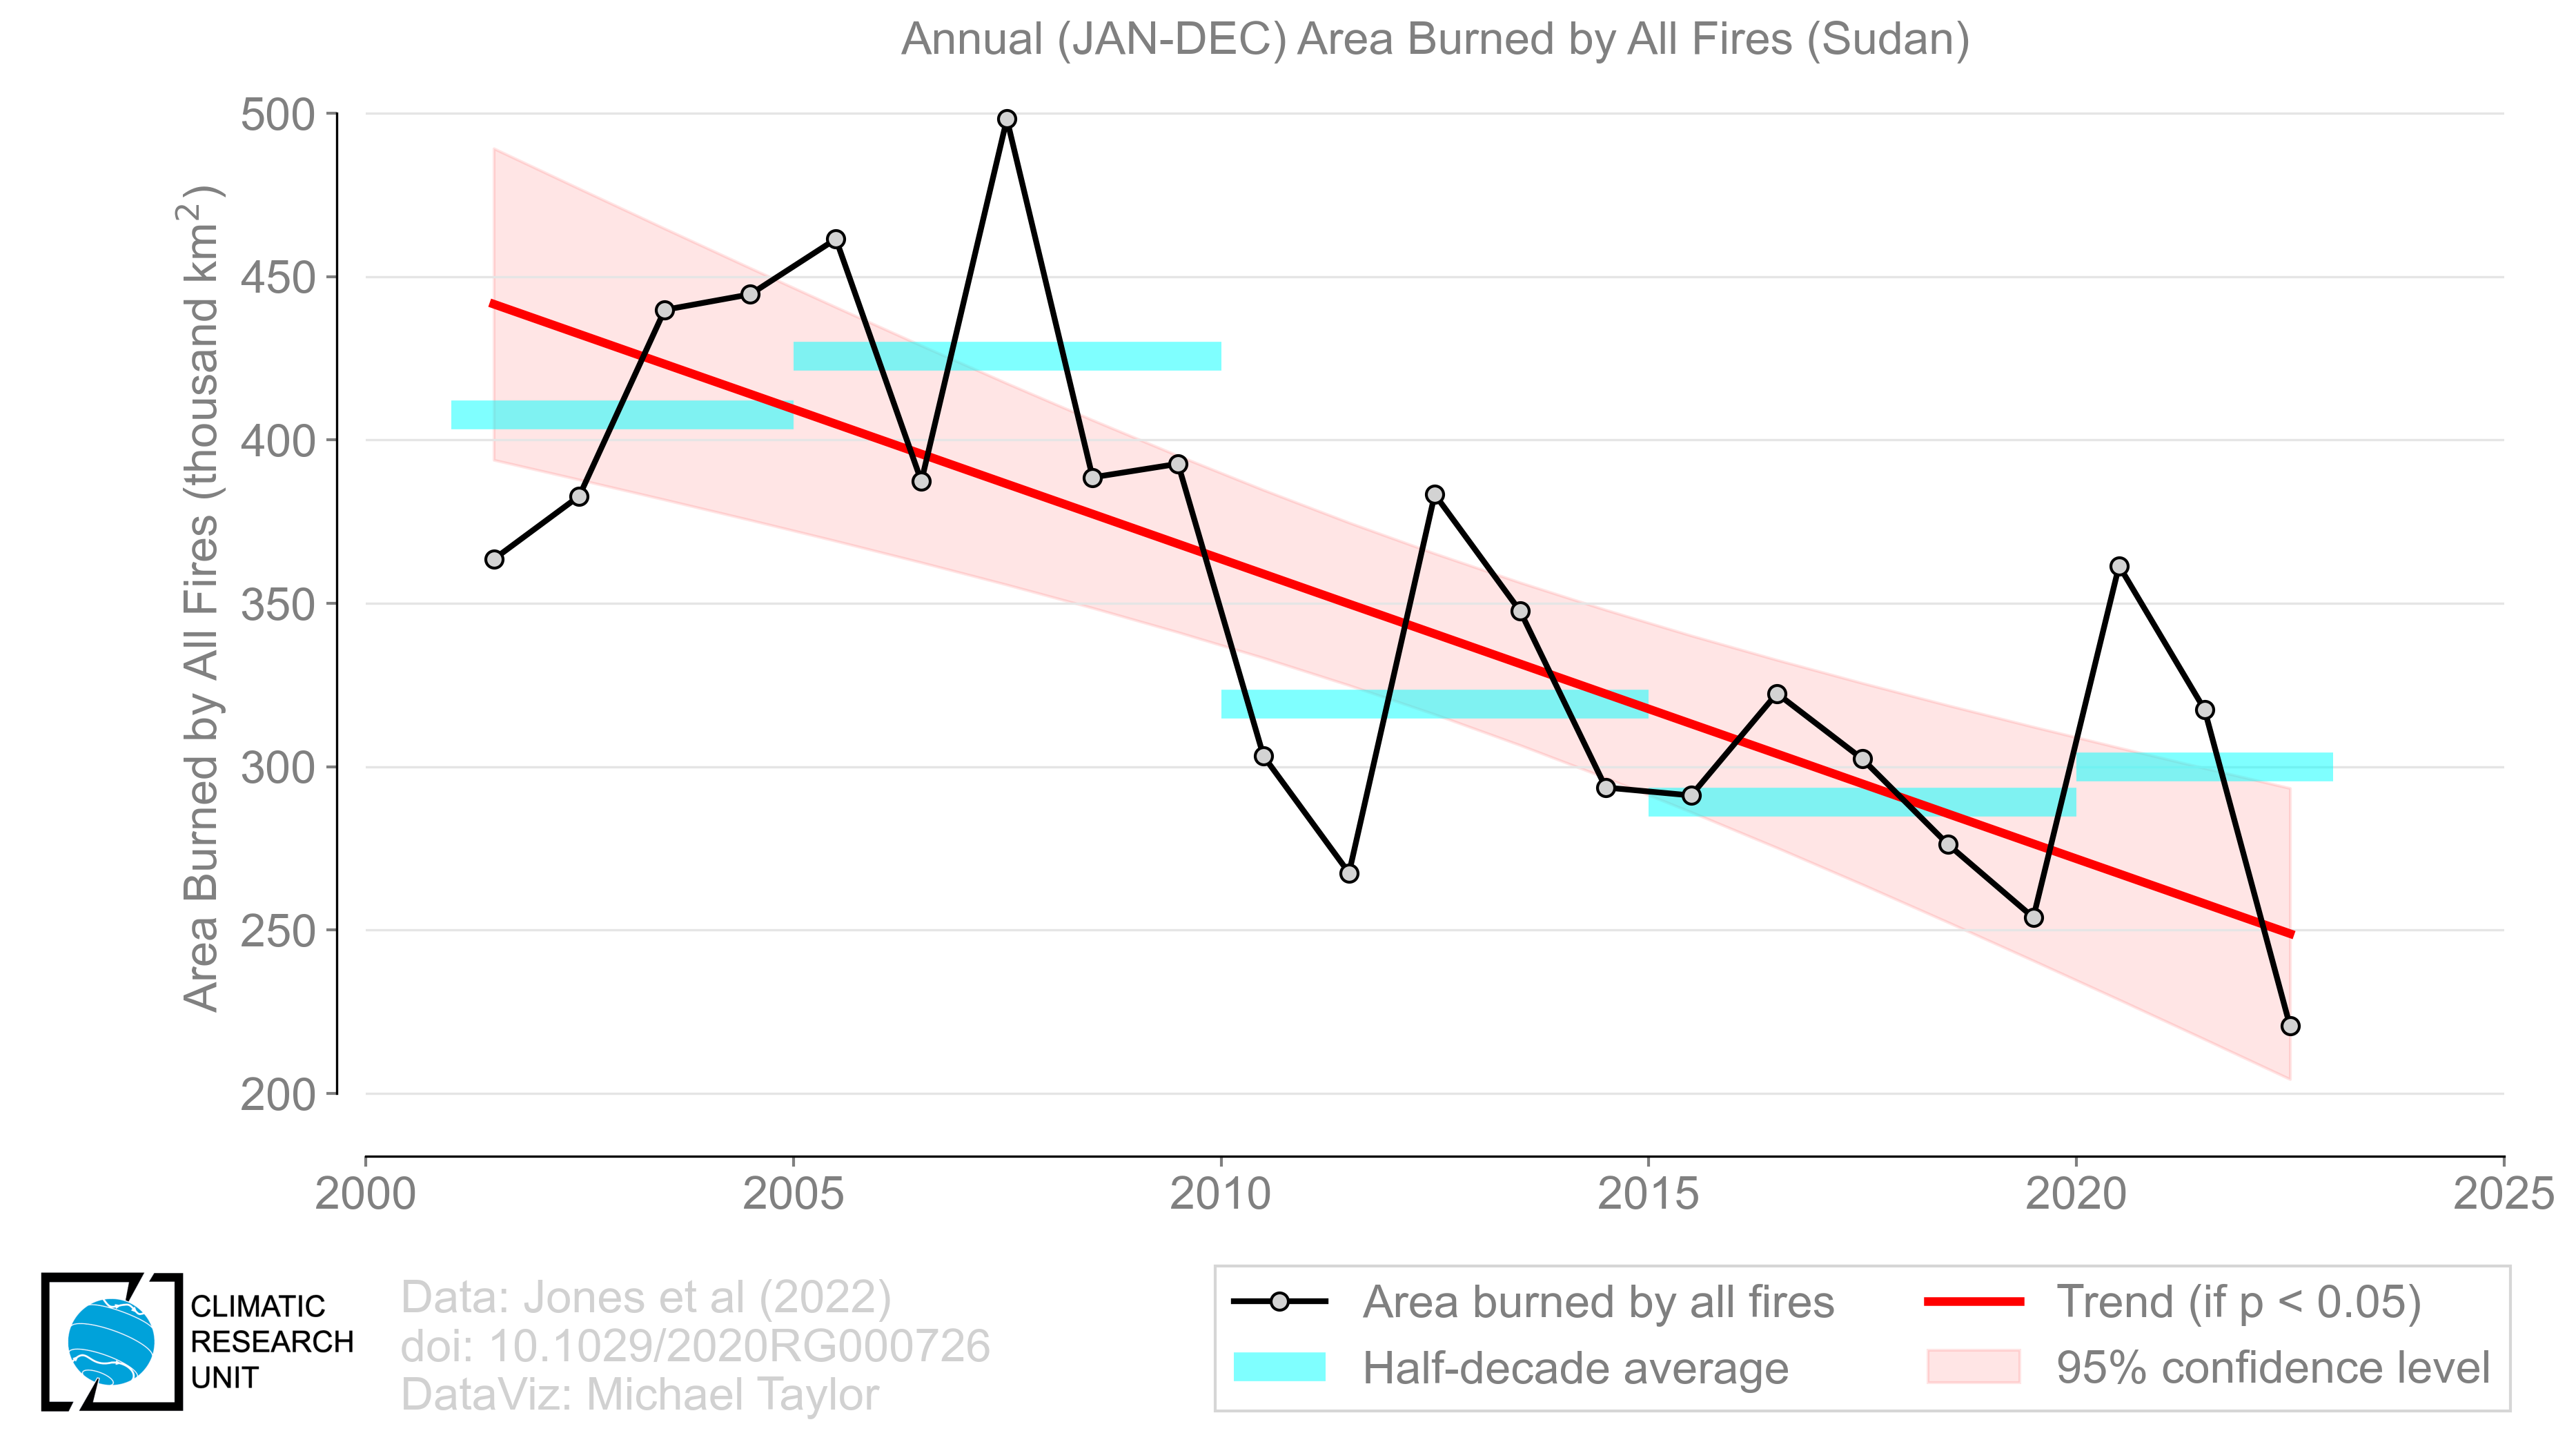 Annual (JAN-DEC) Area Burned by All Fires (Sudan)
Area Burned by All Fires (thousand km²)
500
450
400
350
300
250
200
2000
2005
2010
2015
2020
2025
CLIMATIC
RESEARCH
UNIT
Data: Jones et al (2022)
doi: 10.1029/2020RG000726
DataViz: Michael Taylor
Area burned by all fires
Half-decade average
Trend (if p < 0.05)
95% confidence level